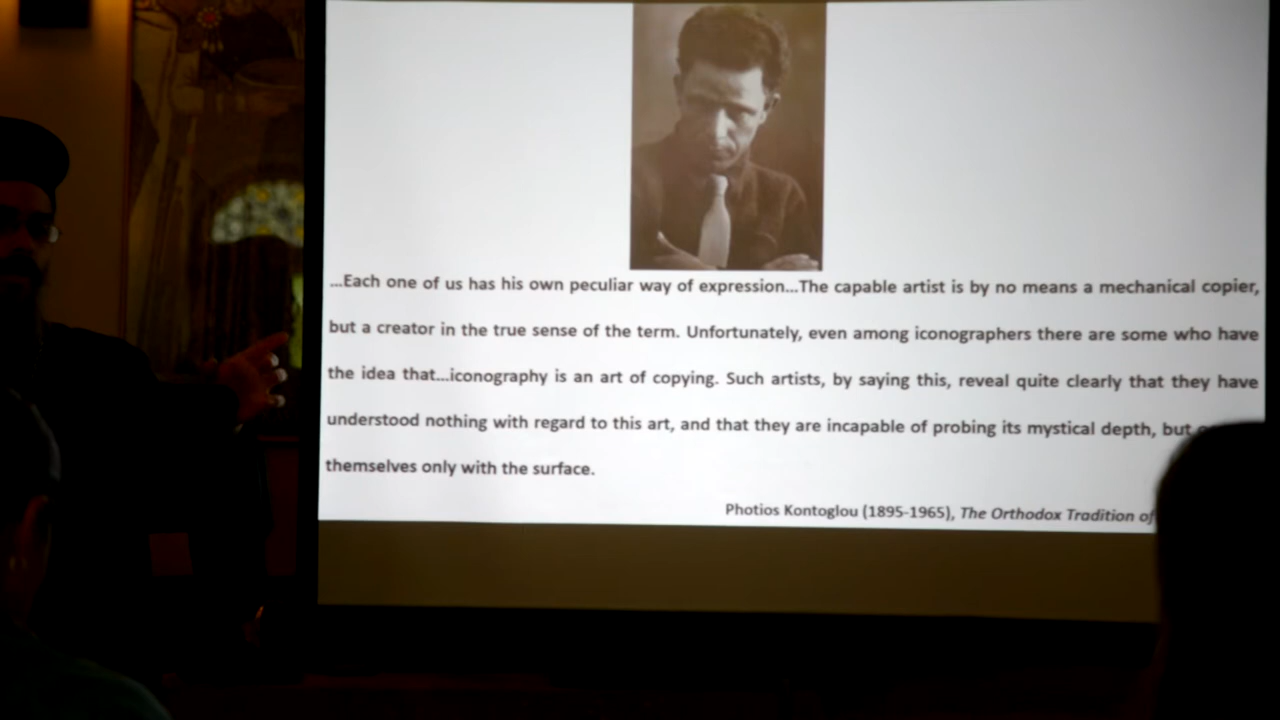 ...Each one of us has his own peculiar way of expression...The capable artist is by no means a mechanical copier,
but a creator in the true sense of the term. Unfortunately, even among iconographers there are some who have
the idea that...iconography is an art of copying. Such artists, by saying this, reveal quite clearly that they have
understood nothing with regard to this art, and that they are incapable of probing its mystical depth, but
themselves only with the surface.
Photios Kontoglou (1895-1965), The Orthodox Tradition of